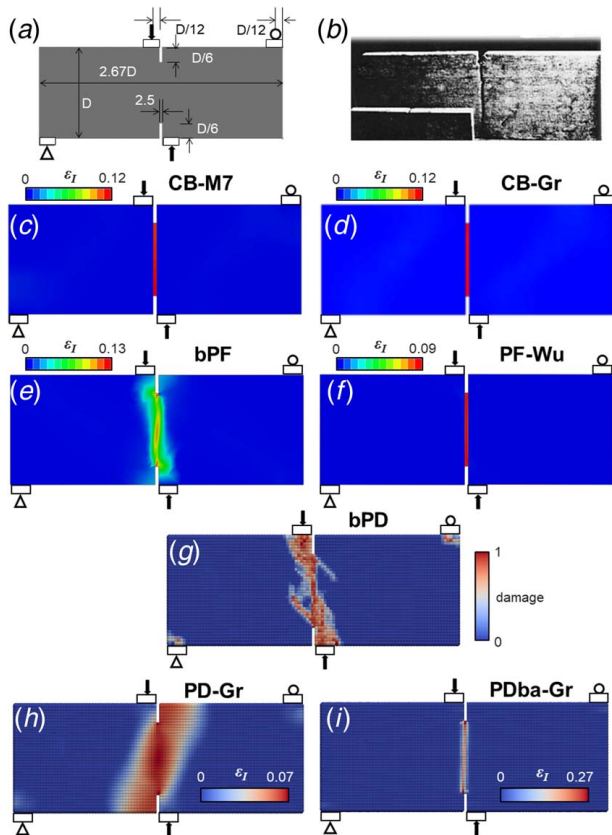 (a)
D/12
D/12
D/6
2.67D
D
2.5
D/6
(b)
0 εI 0.12
CB-M7
(c)
0 εI 0.12
CB-Gr
(d)
0 εI 0.13
bPF
(e)
0 εI 0.09
PF-Wu
(f)
bPD
(g)
1
damage
0
PD-Gr
(h)
0 εI 0.07
PDba-Gr
(i)
0 εI 0.27